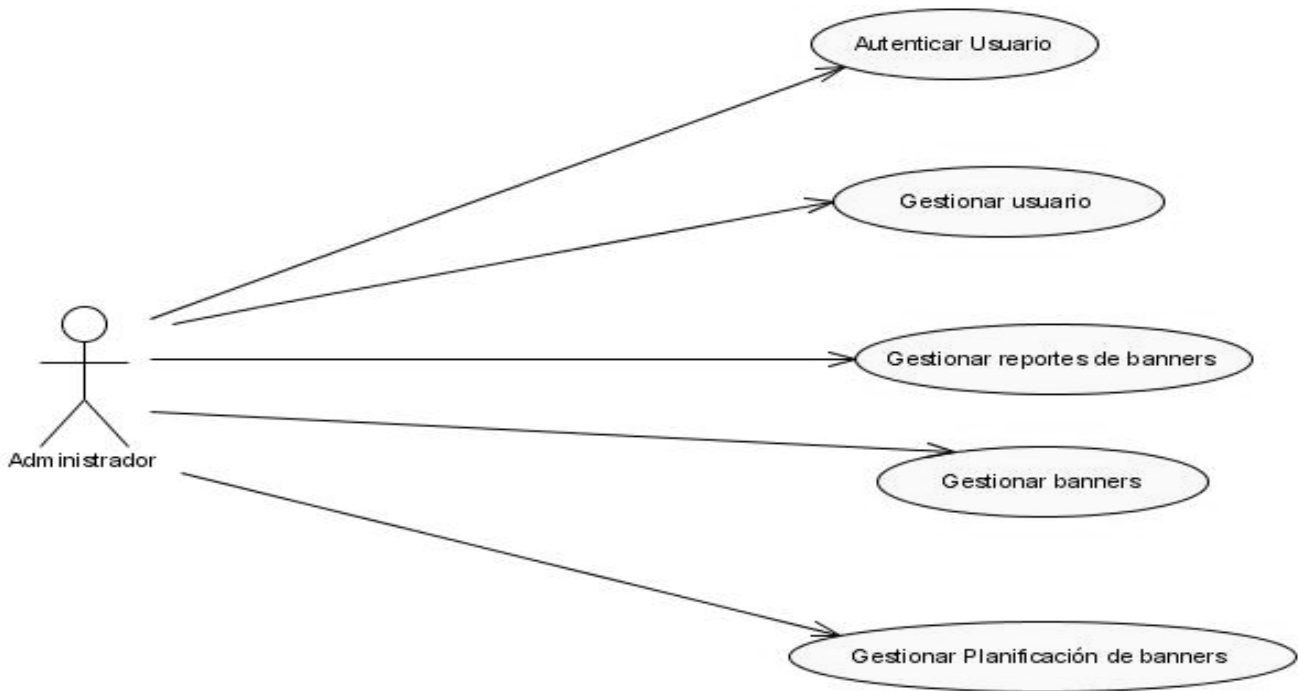 Autenticar Usuario
Gestionar usuario
Gestionar reportes de banners
Administrador
Gestionar banners
Gestionar Planificación de banners